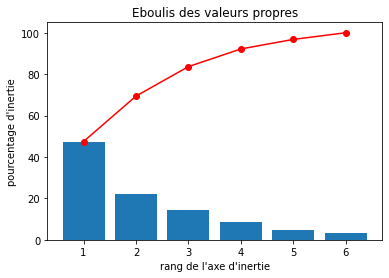 Eboulis des valeurs propres
pourcentage d'inertie
100
80
60
40
20
0
1 2 3 4 5 6
rang de l'axe d'inertie